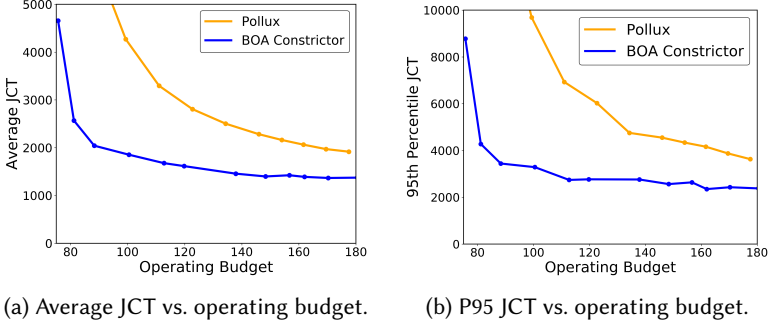 5000
4000
3000
2000
1000
0
Average JCT
Pollux
BOA Constrictor
80 100 120 140 160 180
Operating Budget
(a) Average JCT vs. operating budget.
10000
8000
6000
4000
2000
0
95th Percentile JCT
Pollux
BOA Constrictor
80 100 120 140 160 180
Operating Budget
(b) P95 JCT vs. operating budget.